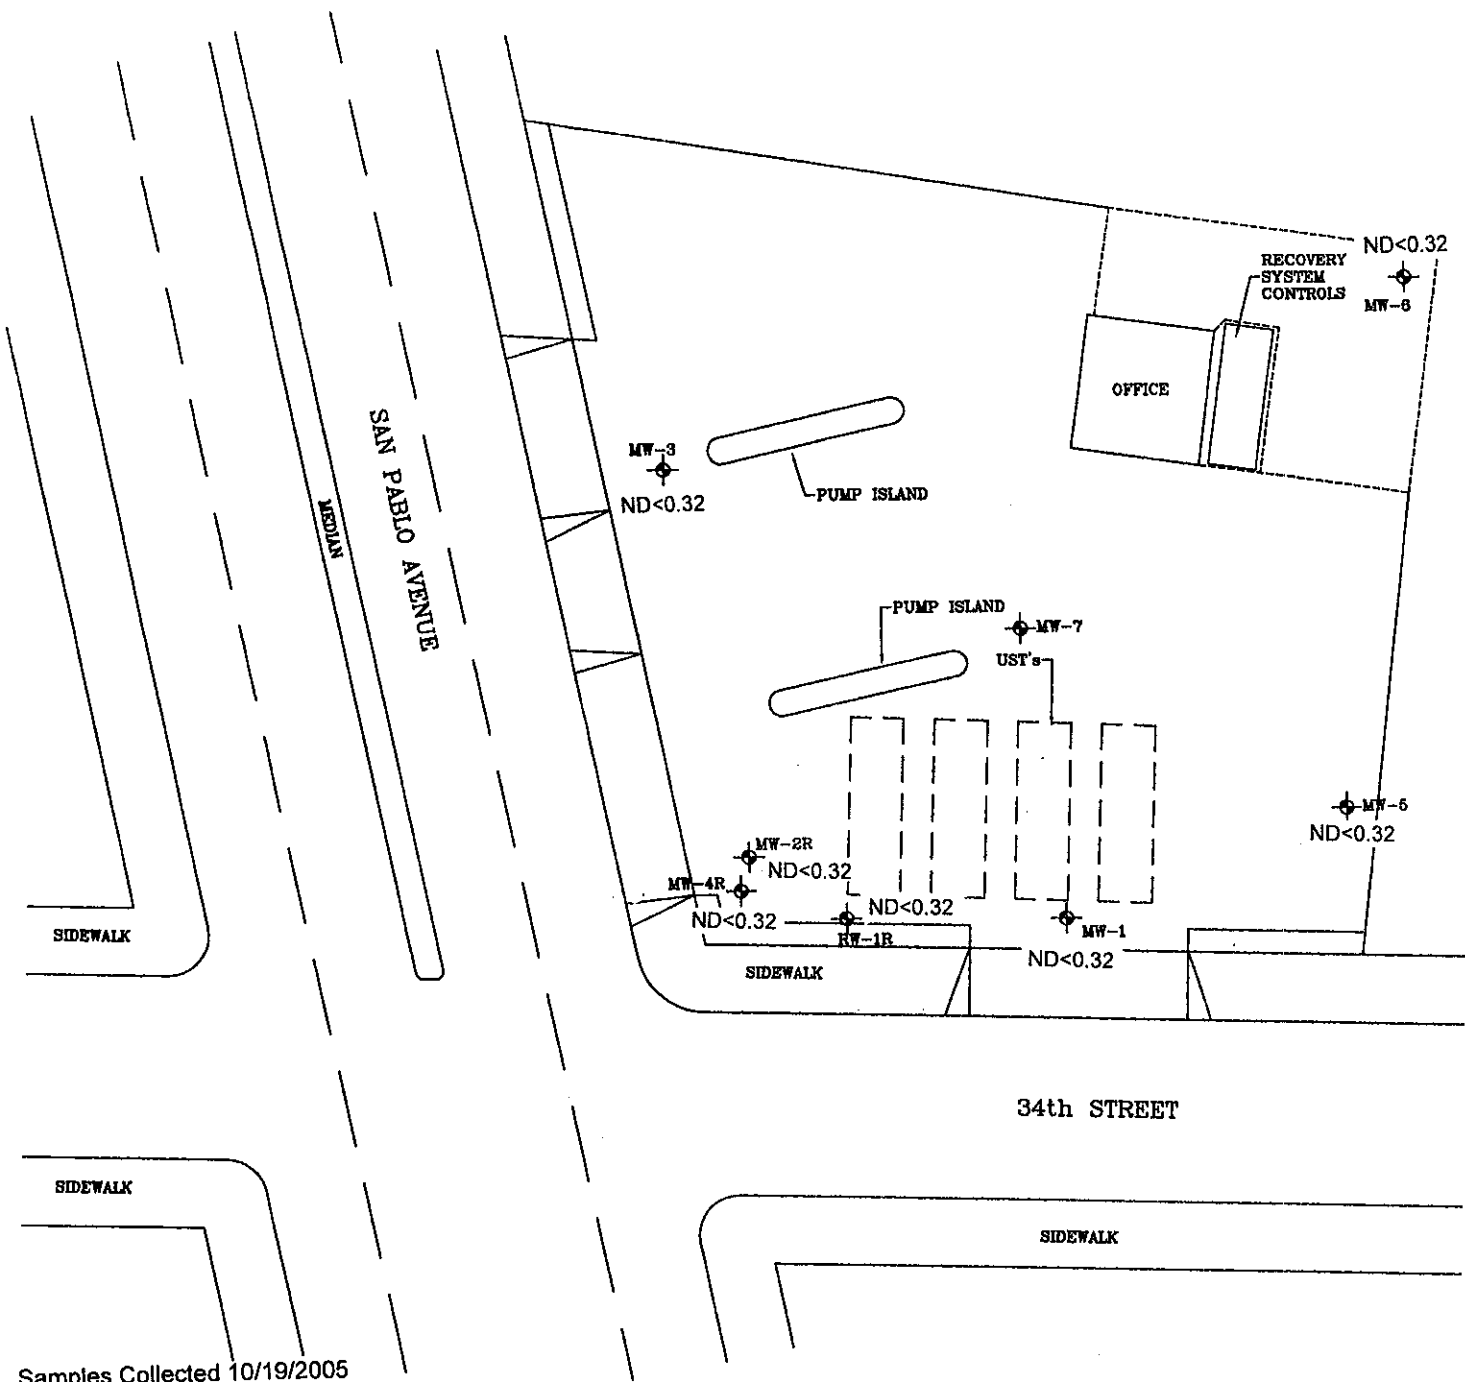 ND<0.32
RECOVERY
SYSTEM
CONTROLS
MW-6
OFFICE
SAN PABLO AVENUE
MEDIAN
MW-3
ND<0.32
PUMP ISLAND
PUMP ISLAND
MW-7
UST's
MW-5
ND<0.32
MW-2R
ND<0.32
MW-4R
ND<0.32
ND<0.32
RW-1R
MW-1
ND<0.32
SIDEWALK
SIDEWALK
34th STREET
SIDEWALK
SIDEWALK
Samples Collected 10/19/2005